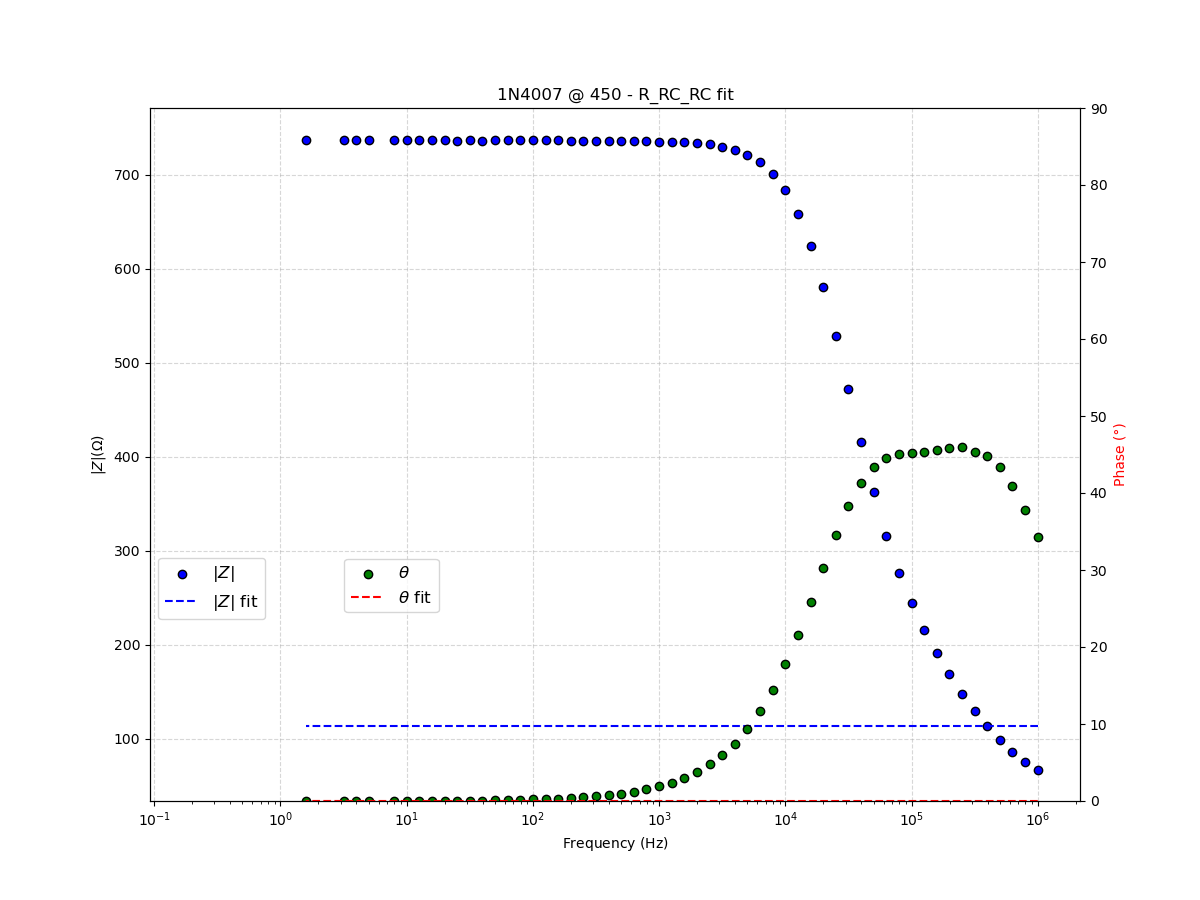 1N4007 @ 450 - R_RC_RC fit
|Z|(Ω)
700
600
500
400
300
200
100
90
80
70
60
50
40
30
20
10
0
Phase (°)
|Z|
|Z| fit
θ
θ fit
10⁻¹ 10⁰ 10¹ 10² 10³ 10⁴ 10⁵ 10⁶
Frequency (Hz)